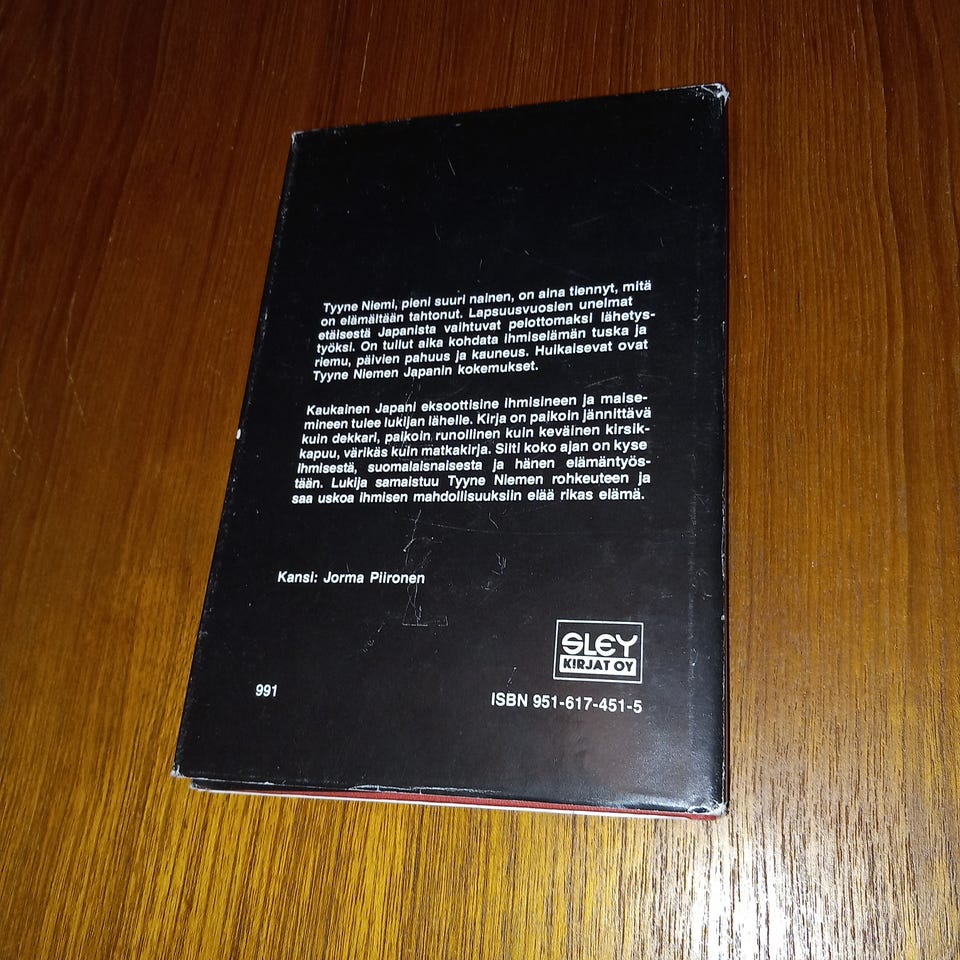 Tyyne Niemi, pieni suuri nainen, on aina tiennyt, mitä
on elämältään tahtonut. Lapsuusvuosien unelmat
etäisestä Japanista vaihtuvat pelottomaksi lähetys-
työksi. On tullut aika kohdata ihmiselämän tuska ja
riemu, päivien pahuus ja kauneus. Huikaisevat ovat
Tyyne Niemen Japanin kokemukset.
Kaukainen Japani eksoottisine ihmisineen ja maise-
mineen tulee lukijan lähelle. Kirja on paikoin jännittävä
kuin dekkari, paikoin runollinen kuin keväinen kirsik-
kapuu, värikäs kuin matkakirja. Silti koko ajan on kyse
ihmisestä, suomalaisnaisesta ja hänen elämäntyös-
tään. Lukija samaistuu Tyyne Niemen rohkeuteen ja
saa uskoa ihmisen mahdollisuuksiin elää rikas elämä.
Kansi: Jorma Piironen
SLEY
KIRJAT OY
991
ISBN 951-617-451-5